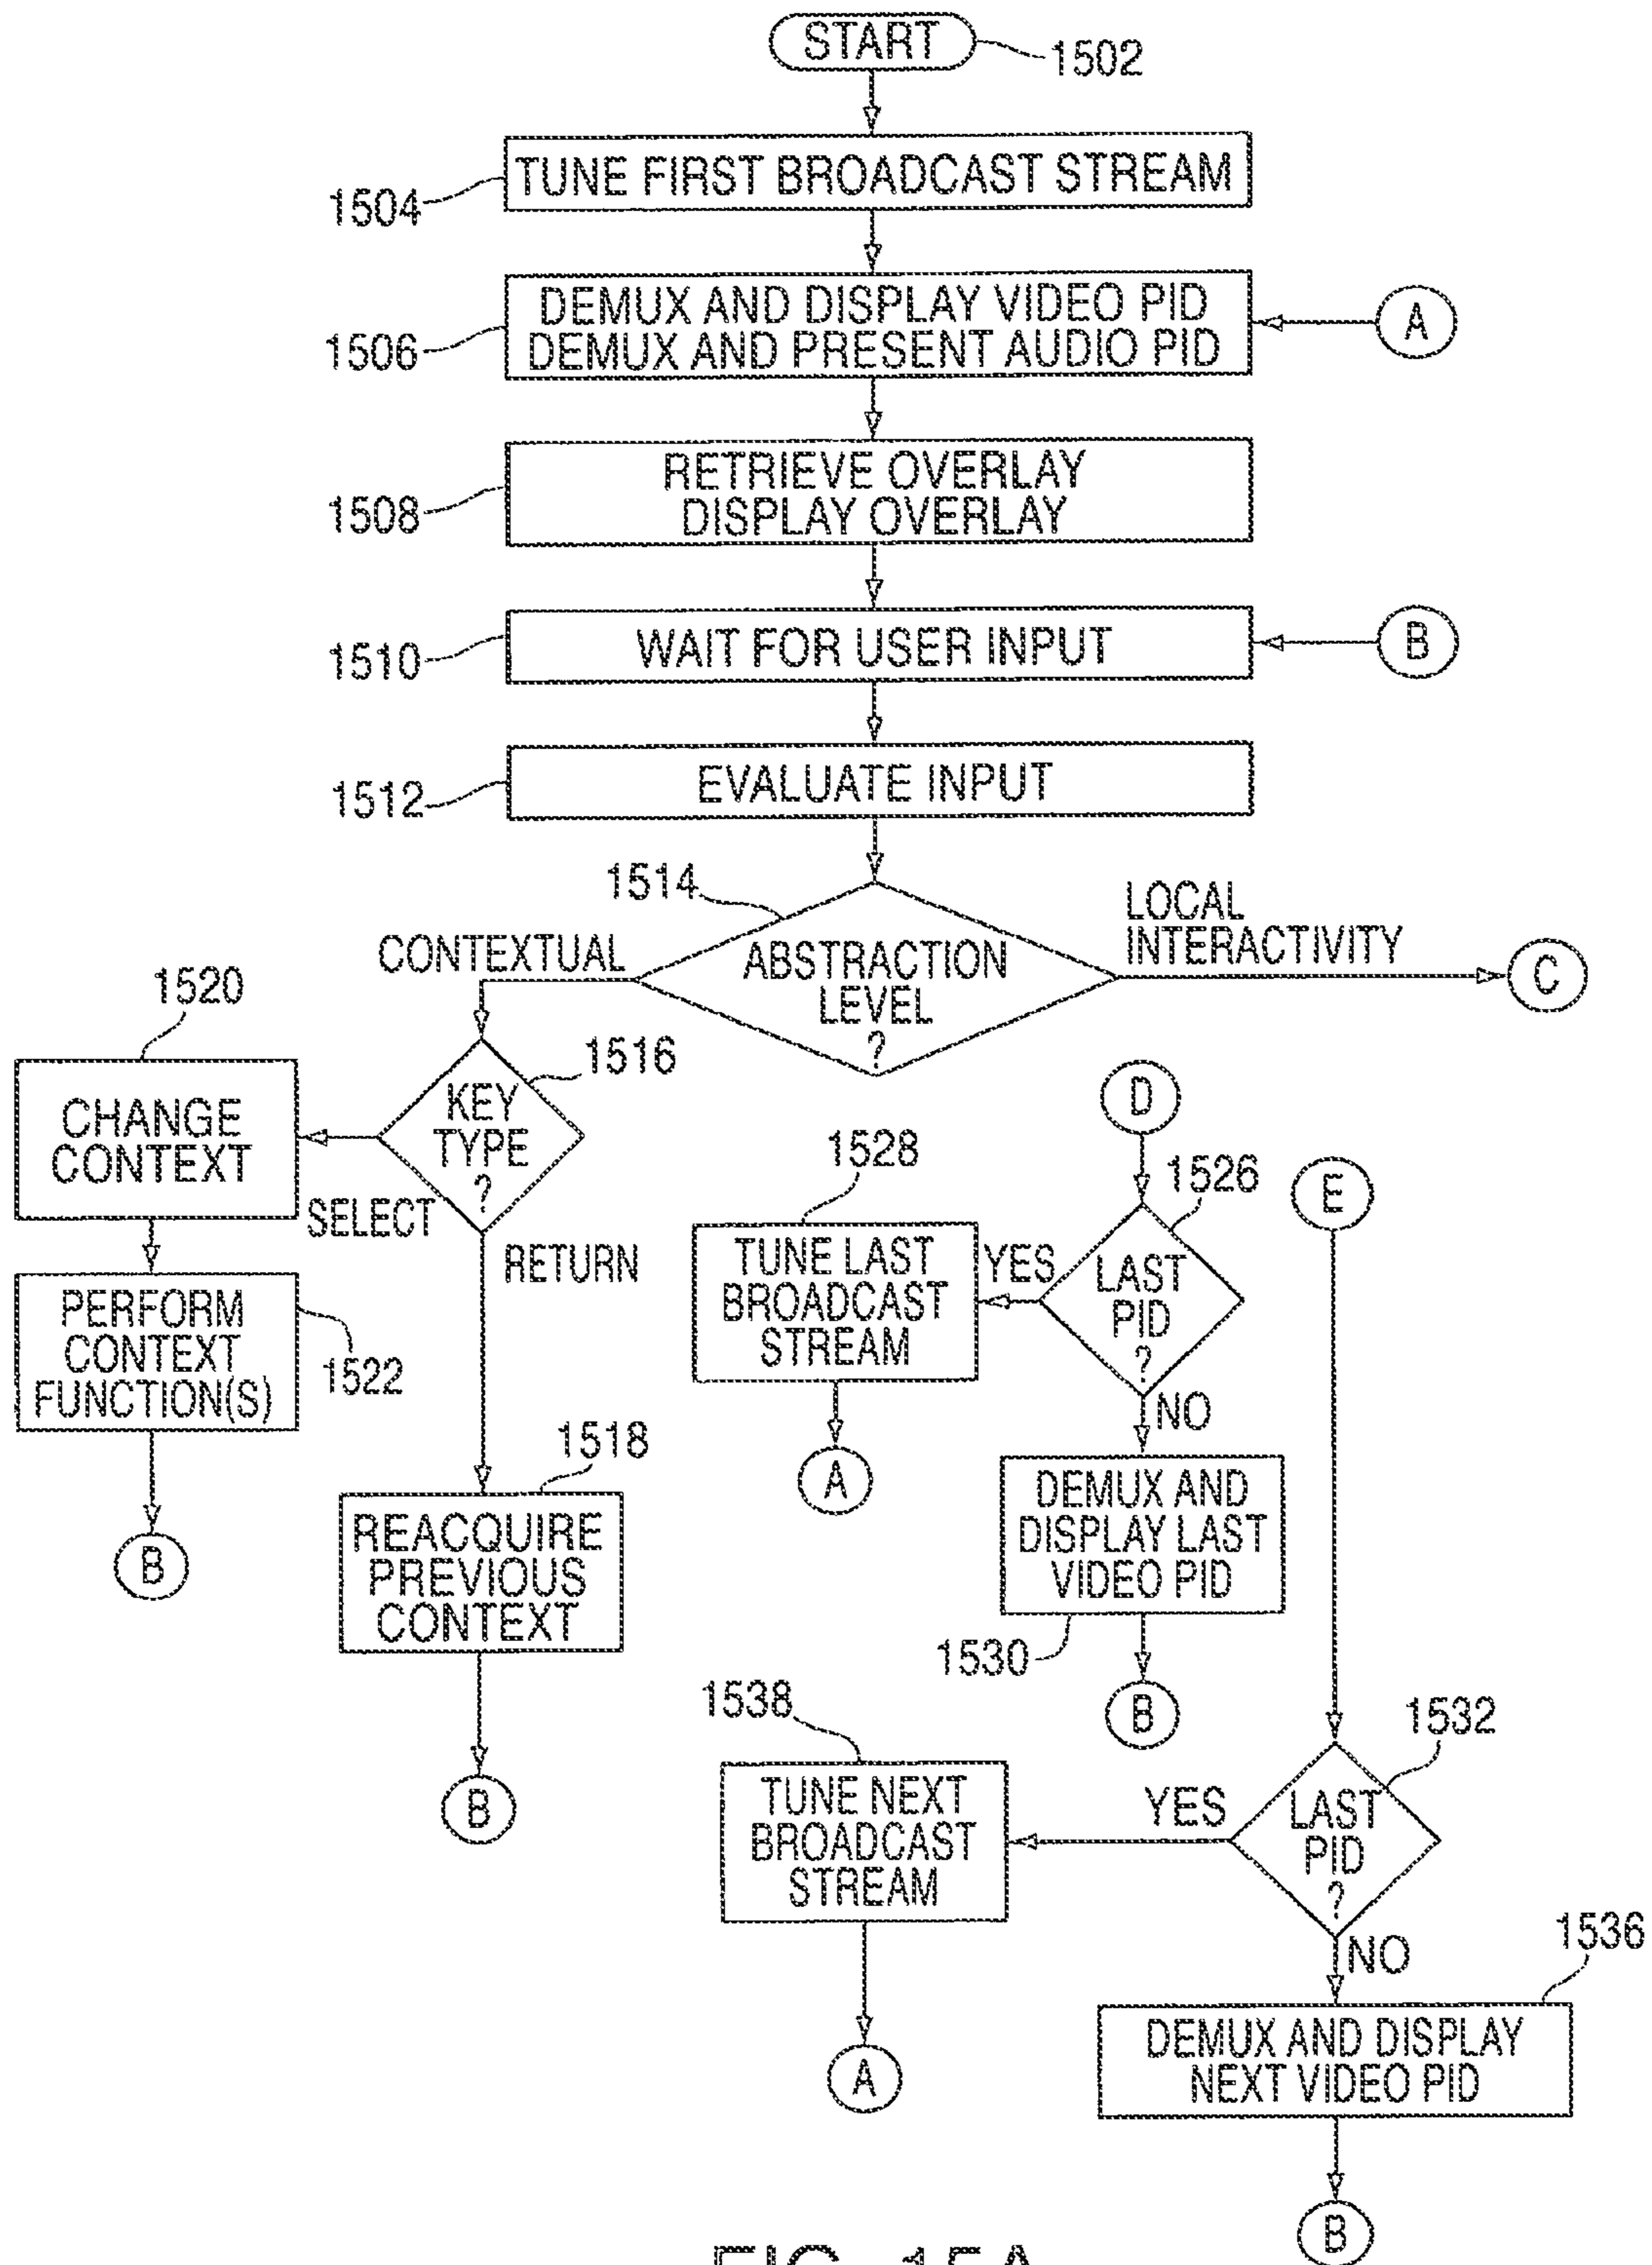 START
1502
TUNE FIRST BROADCAST STREAM
1504
DEMUX AND DISPLAY VIDEO PID
DEMUX AND PRESENT AUDIO PID
1506
A
RETRIEVE OVERLAY
DISPLAY OVERLAY
1508
WAIT FOR USER INPUT
1510
B
EVALUATE INPUT
1512
1514
ABSTRACTION
LEVEL
?
CONTEXTUAL
LOCAL
INTERACTIVITY
C
1520
CHANGE
CONTEXT
1516
KEY
TYPE
?
SELECT
RETURN
PERFORM
CONTEXT
FUNCTION(S)
1522
B
1518
REACQUIRE
PREVIOUS
CONTEXT
B
D
1526
LAST
PID
?
YES
1528
TUNE LAST
BROADCAST
STREAM
A
NO
DEMUX AND
DISPLAY LAST
VIDEO PID
1530
B
E
1532
LAST
PID
?
YES
1538
TUNE NEXT
BROADCAST
STREAM
A
NO
1536
DEMUX AND DISPLAY
NEXT VIDEO PID
B
FIG. 15A